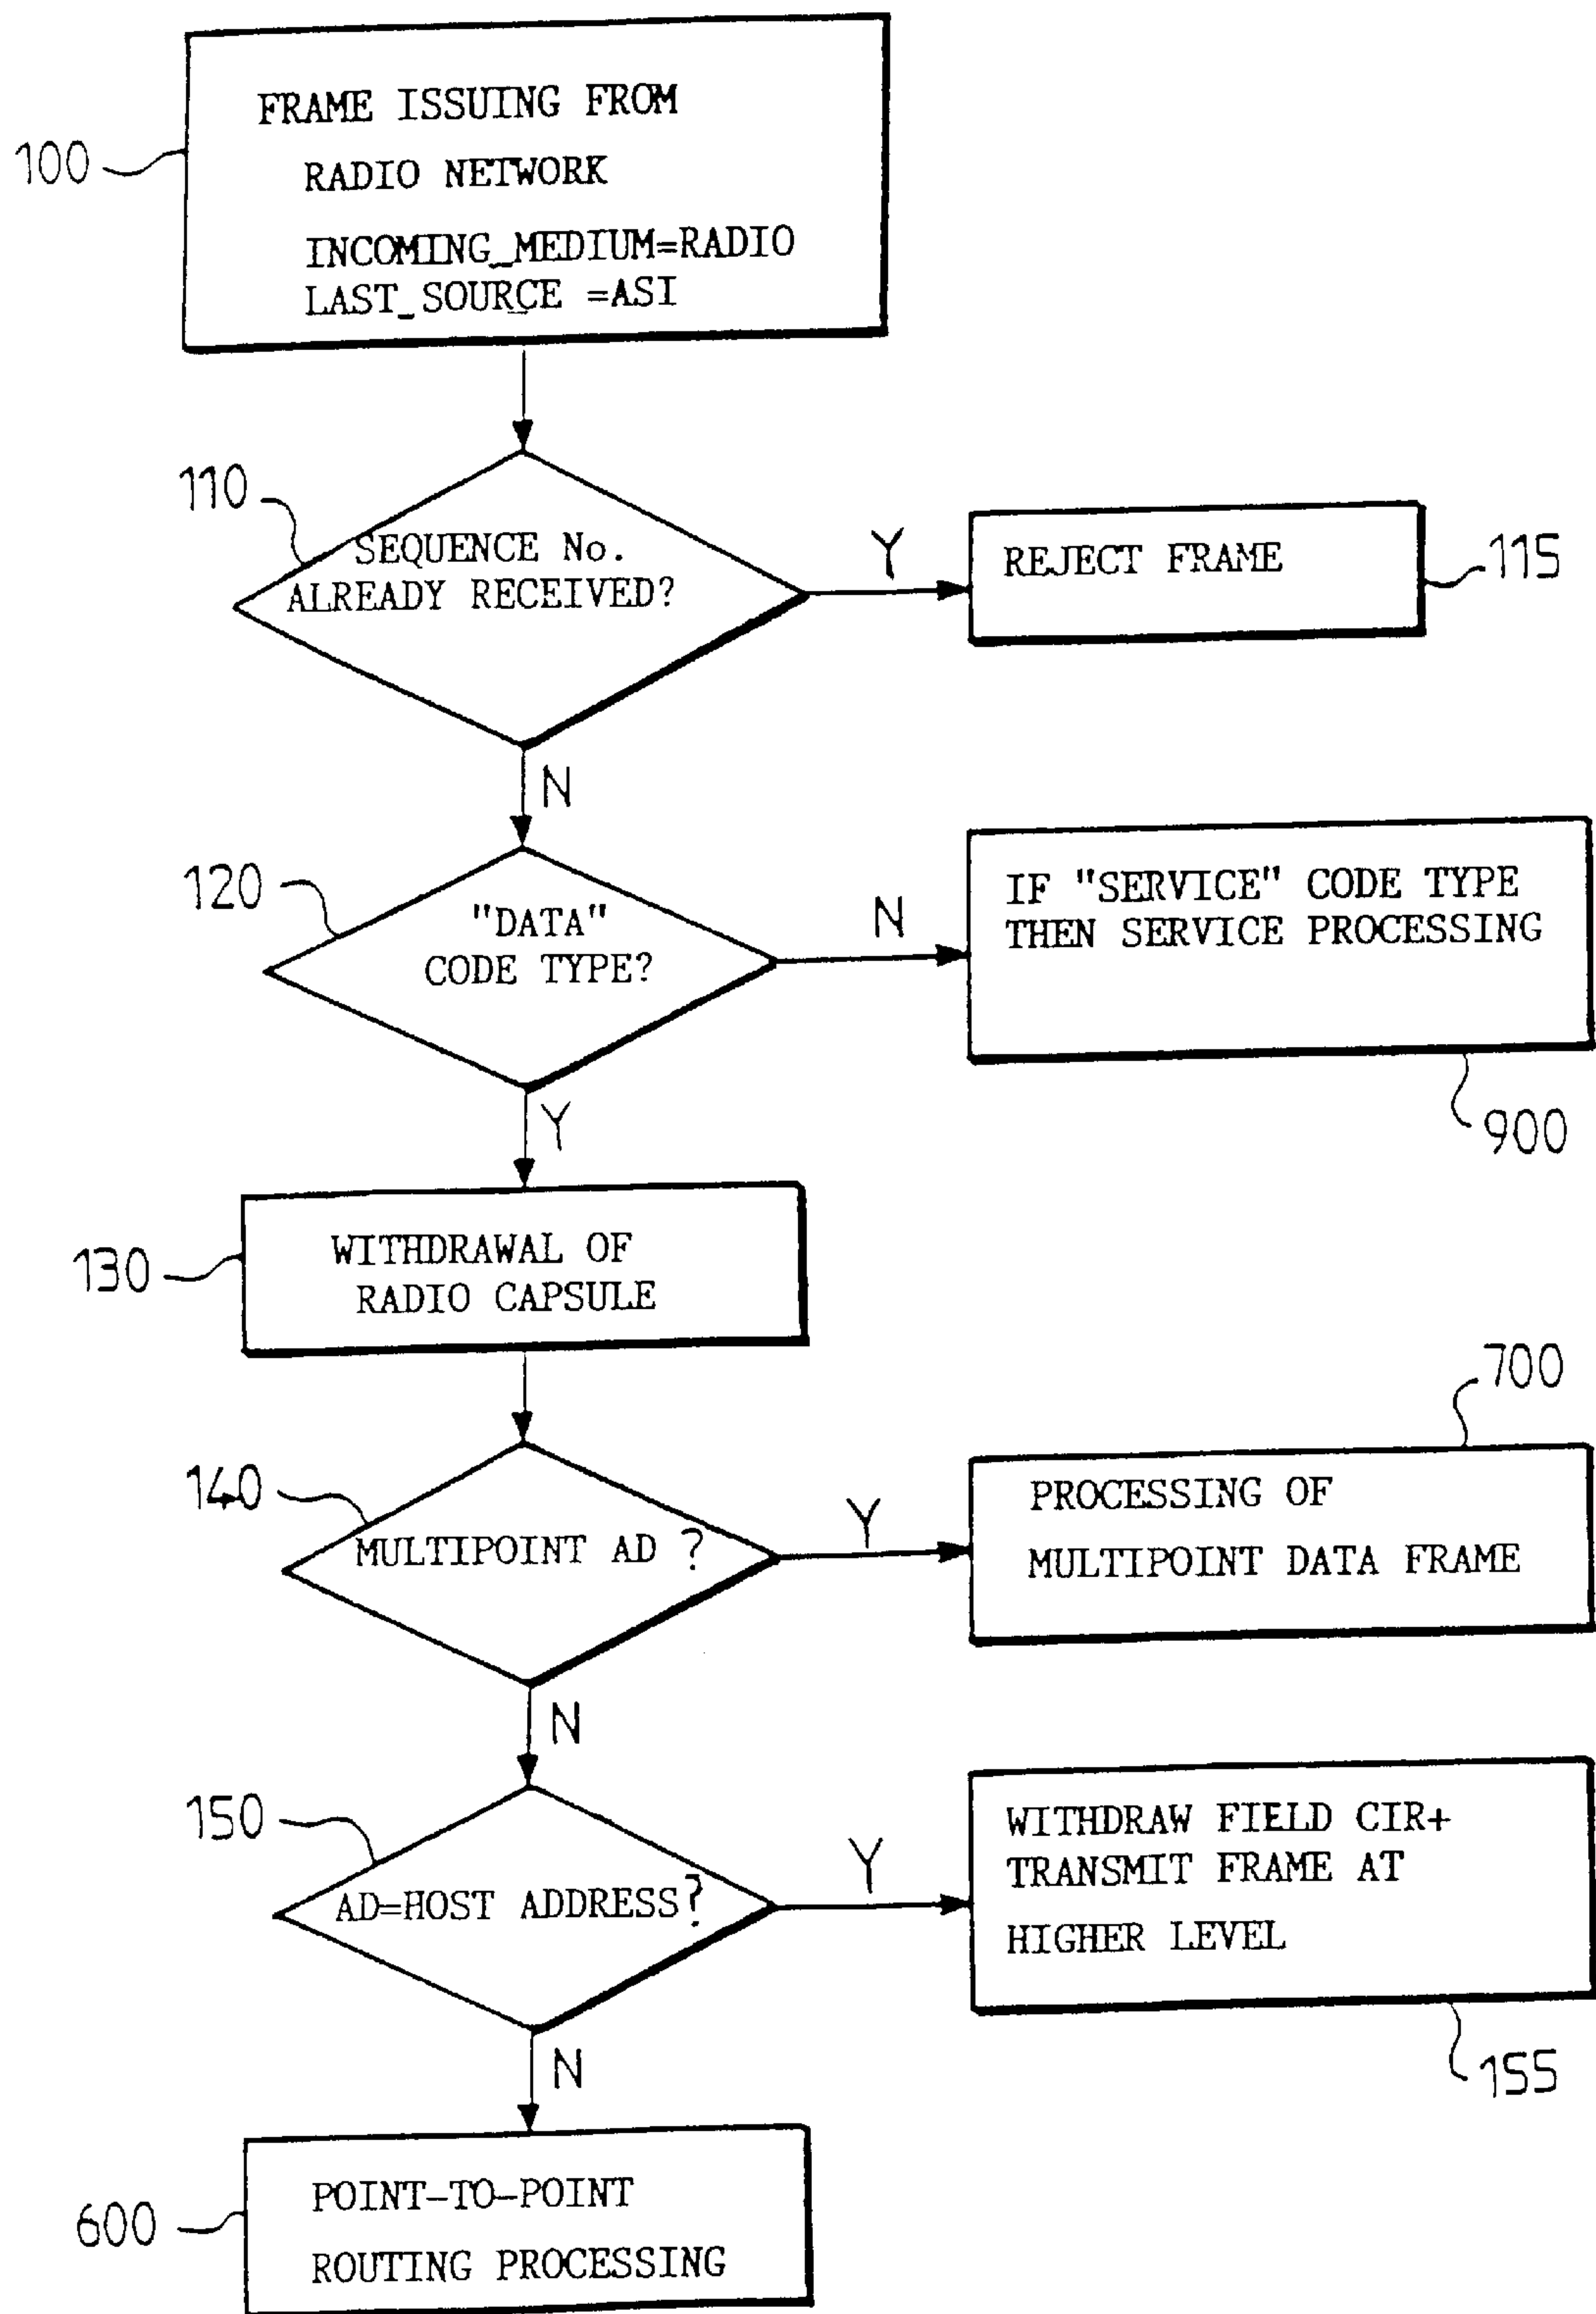 FRAME ISSUING FROM
RADIO NETWORK
INCOMING_MEDIUM=RADIO
LAST_SOURCE =ASI
100
110
SEQUENCE No.
ALREADY RECEIVED?
Y
REJECT FRAME
115
N
120
"DATA"
CODE TYPE?
N
IF "SERVICE" CODE TYPE
THEN SERVICE PROCESSING
900
Y
130
WITHDRAWAL OF
RADIO CAPSULE
140
MULTIPOINT AD ?
Y
700
PROCESSING OF
MULTIPOINT DATA FRAME
N
150
AD=HOST ADDRESS?
Y
WITHDRAW FIELD CIR+
TRANSMIT FRAME AT
HIGHER LEVEL
155
N
600
POINT-TO-POINT
ROUTING PROCESSING